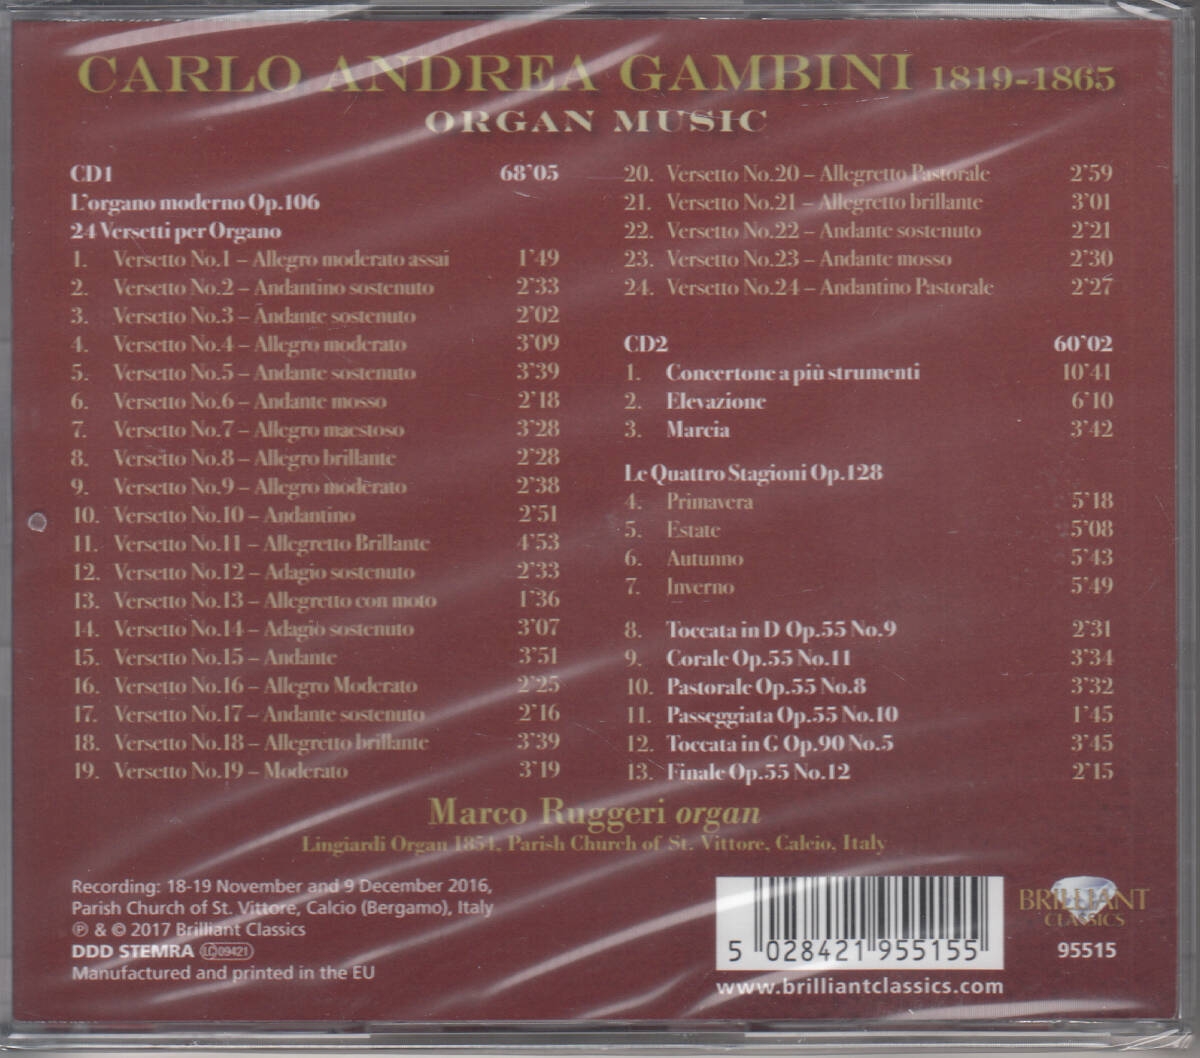 CARLO ANDREA GAMBINI 1819-1865
ORGAN MUSIC
CD1 68'05
L'organo moderno Op.106
24 Versetti per Organo
1. Versetto No.1 – Allegro moderato assai 1'49
2. Versetto No.2 – Andantino sostenuto 2'33
3. Versetto No.3 – Andante sostenuto 2'02
4. Versetto No.4 – Allegro moderato 3'09
5. Versetto No.5 – Andante sostenuto 3'39
6. Versetto No.6 – Andante mosso 2'18
7. Versetto No.7 – Allegro maestoso 3'28
8. Versetto No.8 – Allegro brillante 2'28
9. Versetto No.9 – Allegro moderato 2'38
10. Versetto No.10 – Andantino 2'51
11. Versetto No.11 – Allegretto Brillante 4'53
12. Versetto No.12 – Adagio sostenuto 2'33
13. Versetto No.13 – Allegretto con moto 1'36
14. Versetto No.14 – Adagio sostenuto 3'07
15. Versetto No.15 – Andante 3'51
16. Versetto No.16 – Allegro Moderato 2'25
17. Versetto No.17 – Andante sostenuto 2'16
18. Versetto No.18 – Allegretto brillante 3'39
19. Versetto No.19 – Moderato 3'19
20. Versetto No.20 – Allegretto Pastorale 2'59
21. Versetto No.21 – Allegretto brillante 3'01
22. Versetto No.22 – Andante sostenuto 2'21
23. Versetto No.23 – Andante mosso 2'30
24. Versetto No.24 – Andantino Pastorale 2'27
CD2 60'02
1. Concertone a più strumenti 10'41
2. Elevazione 6'10
3. Marcia 3'42
Le Quattro Stagioni Op.128
4. Primavera 5'18
5. Estate 5'08
6. Autunno 5'43
7. Inverno 5'49
8. Toccata in D Op.55 No.9 2'31
9. Corale Op.55 No.11 3'34
10. Pastorale Op.55 No.8 3'32
11. Passeggiata Op.55 No.10 1'45
12. Toccata in G Op.90 No.5 3'45
13. Finale Op.55 No.12 2'15
Marco Ruggeri organ
Lingiardi Organ 1854, Parish Church of St. Vittore, Calcio, Italy
Recording: 18-19 November and 9 December 2016,
Parish Church of St. Vittore, Calcio (Bergamo), Italy
℗ & © 2017 Brilliant Classics
DDD STEMRA LC 09421
Manufactured and printed in the EU
5 028421 955155
www.brilliantclassics.com
BRILLIANT
CLASSICS
95515